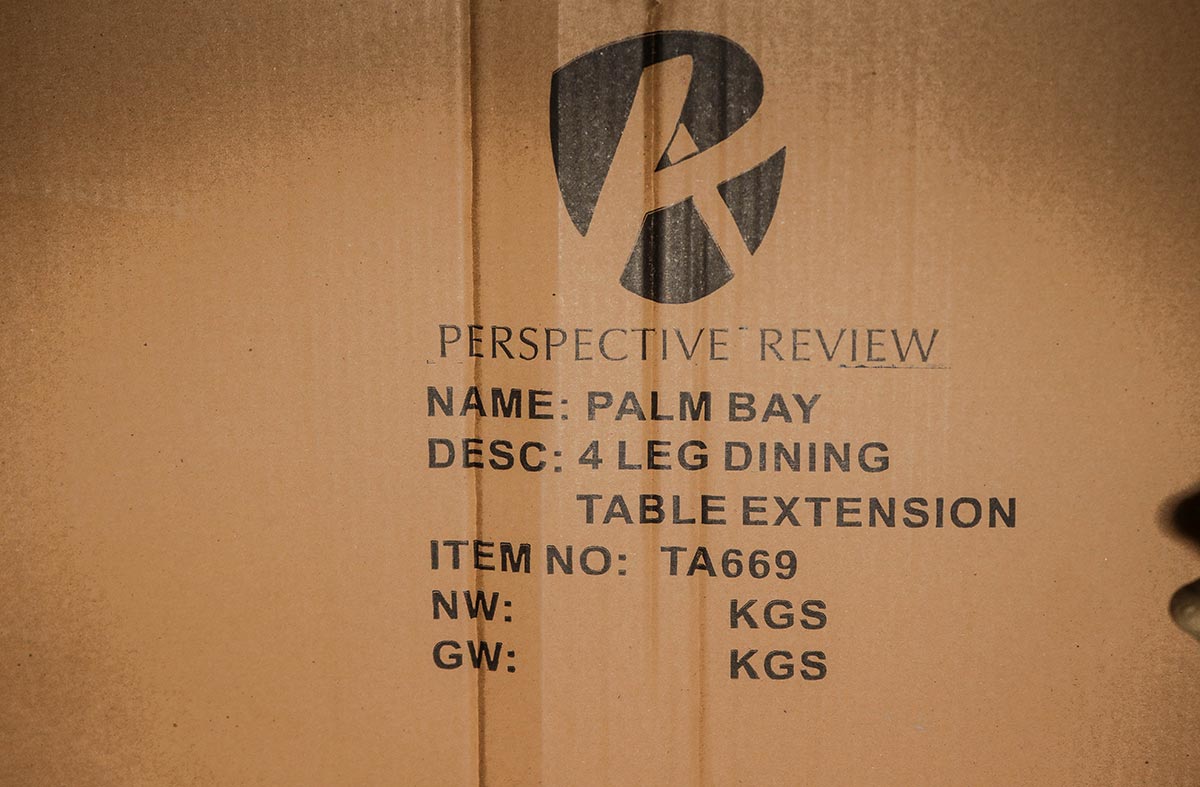 PERSPECTIVE REVIEW
NAME: PALM BAY
DESC: 4 LEG DINING
TABLE EXTENSION
ITEM NO: TA669
NW: KGS
GW: KGS